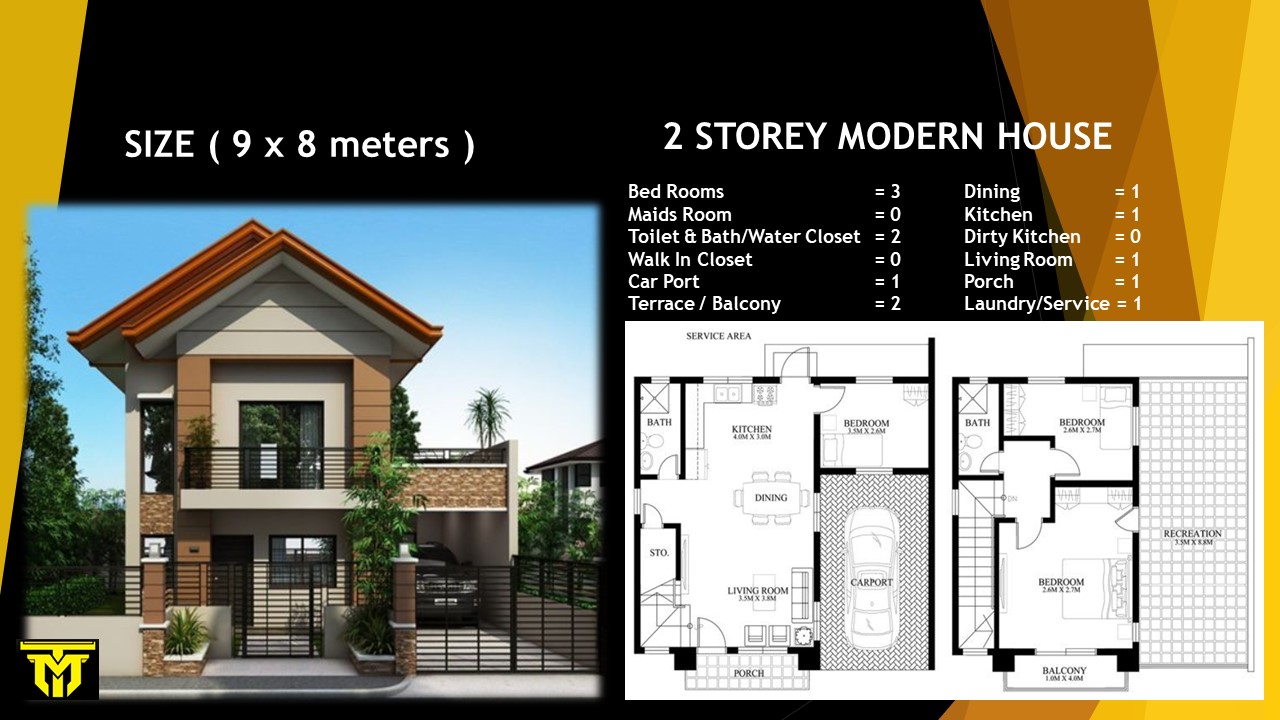 SIZE ( 9 x 8 meters )
2 STOREY MODERN HOUSE
Bed Rooms = 3
Maids Room = 0
Toilet & Bath/Water Closet = 2
Walk In Closet = 0
Car Port = 1
Terrace / Balcony = 2
Dining = 1
Kitchen = 1
Dirty Kitchen = 0
Living Room = 1
Porch = 1
Laundry/Service = 1
SERVICE AREA
BATH
KITCHEN
4.0M X 3.0M
BEDROOM
3.5M X 2.6M
DINING
STO.
LIVING ROOM
3.5M X 3.8M
CARPORT
UP
PORCH
BATH
BEDROOM
2.6M X 2.7M
DN
RECREATION
3.5M X 8.8M
BEDROOM
2.6M X 2.7M
BALCONY
1.0M X 4.0M